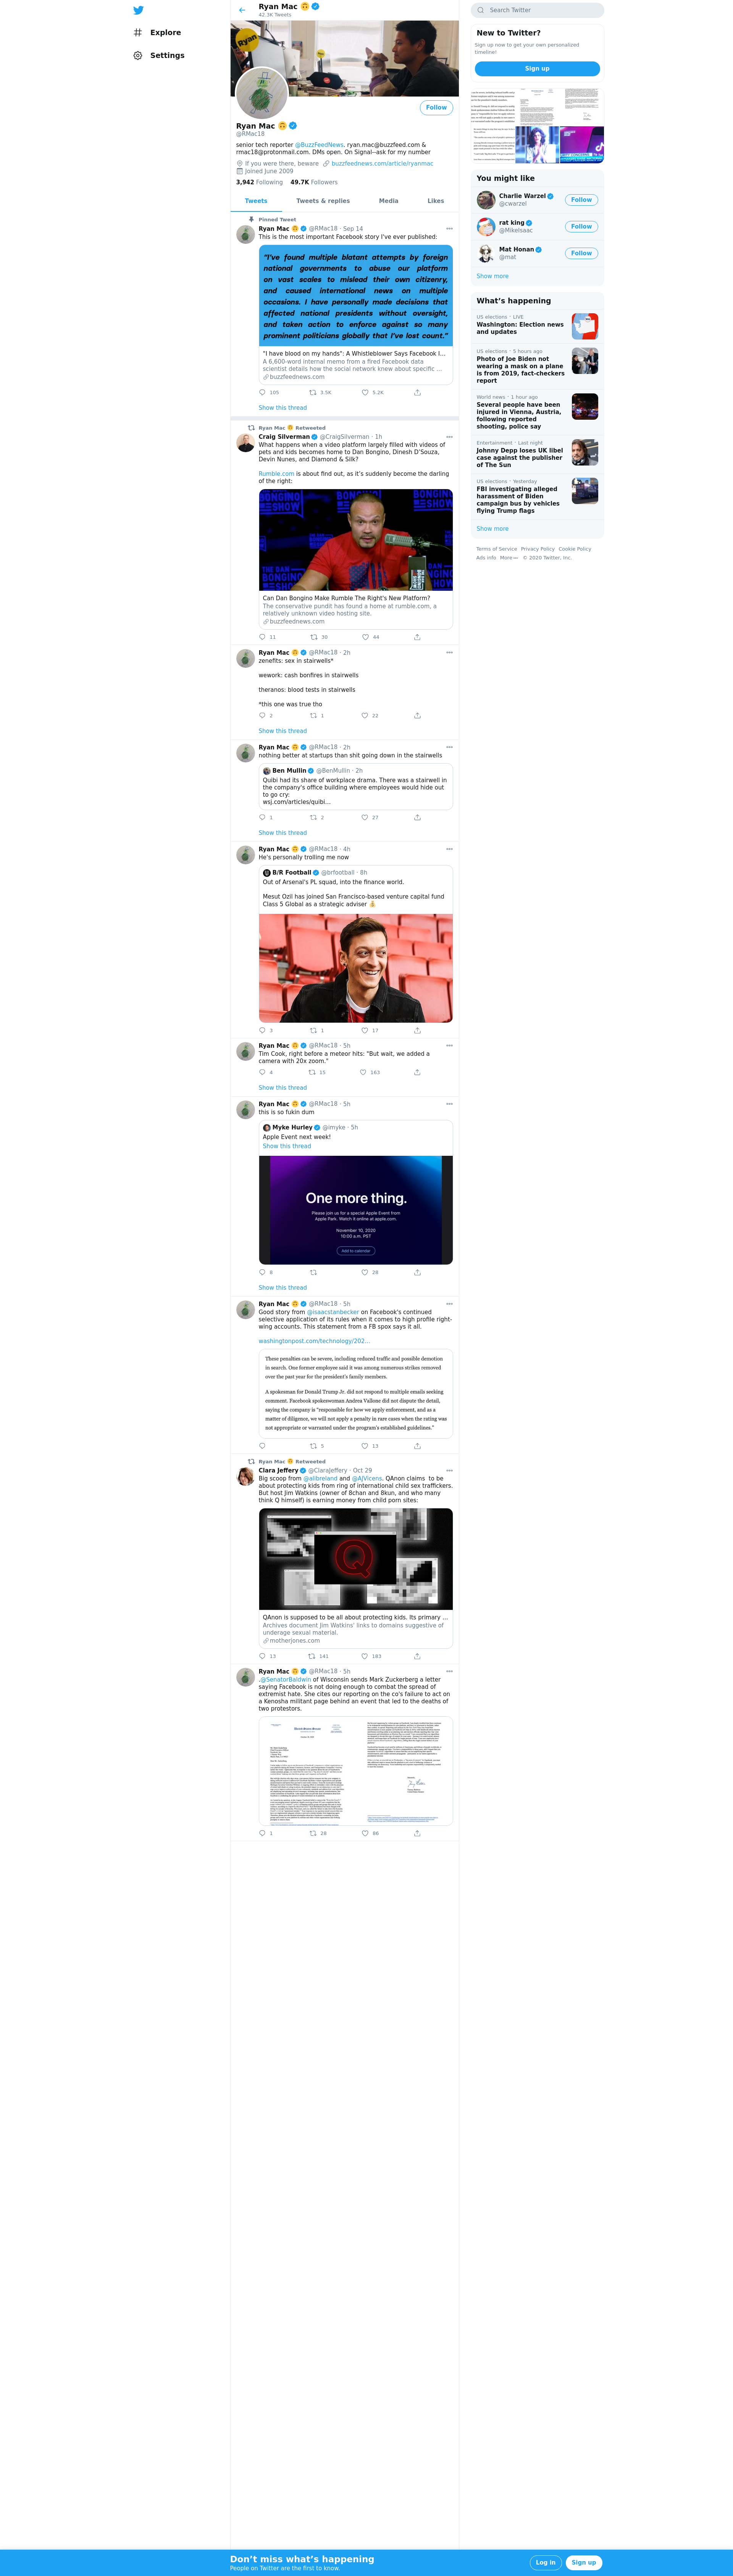 Explore
Settings
Ryan Mac 🙃
42.3K Tweets
Ryan
Follow
Ryan Mac 🙃
@RMac18
senior tech reporter @BuzzFeedNews. ryan.mac@buzzfeed.com &
rmac18@protonmail.com. DMs open. On Signal--ask for my number
If you were there, beware buzzfeednews.com/article/ryanmac
Joined June 2009
3,942 Following 49.7K Followers
Tweets Tweets & replies Media Likes
Pinned Tweet
Ryan Mac 🙃 @RMac18 · Sep 14
This is the most important Facebook story I've ever published:
"I've found multiple blatant attempts by foreign
national governments to abuse our platform
on vast scales to mislead their own citizenry,
and caused international news on multiple
occasions. I have personally made decisions that
affected national presidents without oversight,
and taken action to enforce against so many
prominent politicians globally that I've lost count."
"I have blood on my hands": A Whistleblower Says Facebook I...
A 6,600-word internal memo from a fired Facebook data
scientist details how the social network knew about specific ...
buzzfeednews.com
105 3.5K 5.2K
Show this thread
Ryan Mac 🙃 Retweeted
Craig Silverman @CraigSilverman · 1h
What happens when a video platform largely filled with videos of
pets and kids becomes home to Dan Bongino, Dinesh D'Souza,
Devin Nunes, and Diamond & Silk?
Rumble.com is about find out, as it's suddenly become the darling
of the right:
Can Dan Bongino Make Rumble The Right's New Platform?
The conservative pundit has found a home at rumble.com, a
relatively unknown video hosting site.
buzzfeednews.com
11 30 44
Ryan Mac 🙃 @RMac18 · 2h
zenefits: sex in stairwells*
wework: cash bonfires in stairwells
theranos: blood tests in stairwells
*this one was true tho
2 1 22
Show this thread
Ryan Mac 🙃 @RMac18 · 2h
nothing better at startups than shit going down in the stairwells
Ben Mullin @BenMullin · 2h
Quibi had its share of workplace drama. There was a stairwell in
the company's office building where employees would hide out
to go cry:
wsj.com/articles/quibi...
1 2 27
Show this thread
Ryan Mac 🙃 @RMac18 · 4h
He's personally trolling me now
B/R Football @brfootball · 8h
Out of Arsenal's PL squad, into the finance world.
Mesut Ozil has joined San Francisco-based venture capital fund
Class 5 Global as a strategic adviser 💰
3 1 17
Ryan Mac 🙃 @RMac18 · 5h
Tim Cook, right before a meteor hits: "But wait, we added a
camera with 20x zoom."
4 15 163
Show this thread
Ryan Mac 🙃 @RMac18 · 5h
this is so fukin dum
Myke Hurley @imyke · 5h
Apple Event next week!
Show this thread
One more thing.
Please join us for a special Apple Event from
Apple Park. Watch it online at apple.com.
November 10, 2020
10:00 a.m. PST
Add to calendar
8 28
Show this thread
Ryan Mac 🙃 @RMac18 · 5h
Good story from @isaacstanbecker on Facebook's continued
selective application of its rules when it comes to high profile right-
wing accounts. This statement from a FB spox says it all.
washingtonpost.com/technology/202...
These penalties can be severe, including reduced traffic and possible demotion
in search. One former employee said it was among numerous strikes removed
over the past year for the president's family members.
A spokesman for Donald Trump Jr. did not respond to multiple emails seeking
comment. Facebook spokeswoman Andrea Vallone did not dispute the detail,
saying the company is "responsible for how we apply enforcement, and as a
matter of diligence, we will not apply a penalty in rare cases when the rating was
not appropriate or warranted under the program's established guidelines."
5 13
Ryan Mac 🙃 Retweeted
Clara Jeffery @ClaraJeffery · Oct 29
Big scoop from @alibreland and @AJVicens. QAnon claims to be
about protecting kids from ring of international child sex traffickers.
But host Jim Watkins (owner of 8chan and 8kun, and who many
think Q himself) is earning money from child porn sites:
Q
QAnon is supposed to be all about protecting kids. Its primary ...
Archives document Jim Watkins' links to domains suggestive of
underage sexual material.
motherjones.com
13 141 183
Ryan Mac 🙃 @RMac18 · 5h
.@SenatorBaldwin of Wisconsin sends Mark Zuckerberg a letter
saying Facebook is not doing enough to combat the spread of
extremist hate. She cites our reporting on the co's failure to act on
a Kenosha militant page behind an event that led to the deaths of
two protestors.
1 28 86
Search Twitter
New to Twitter?
Sign up now to get your own personalized
timeline!
Sign up
You might like
Charlie Warzel
@cwarzel
Follow
rat king
@MikeIsaac
Follow
Mat Honan
@mat
Follow
Show more
What's happening
US elections · LIVE
Washington: Election news
and updates
US elections · 5 hours ago
Photo of Joe Biden not
wearing a mask on a plane
is from 2019, fact-checkers
report
World news · 1 hour ago
Several people have been
injured in Vienna, Austria,
following reported
shooting, police say
Entertainment · Last night
Johnny Depp loses UK libel
case against the publisher
of The Sun
US elections · Yesterday
FBI investigating alleged
harassment of Biden
campaign bus by vehicles
flying Trump flags
Show more
Terms of Service Privacy Policy Cookie Policy
Ads info More © 2020 Twitter, Inc.
Don't miss what's happening
People on Twitter are the first to know.
Log in Sign up